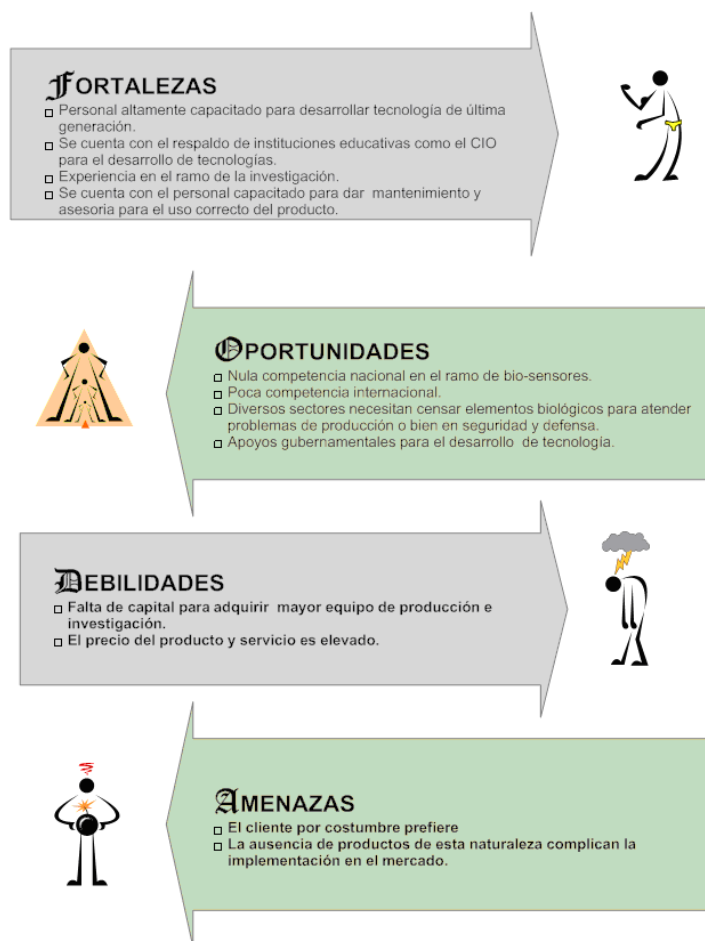 FORTALEZAS
Personal altamente capacitado para desarrollar tecnología de última
generación.
Se cuenta con el respaldo de instituciones educativas como el CIO
para el desarrollo de tecnologías.
Experiencia en el ramo de la investigación.
Se cuenta con el personal capacitado para dar mantenimiento y
asesoria para el uso correcto del producto.
OPORTUNIDADES
Nula competencia nacional en el ramo de bio-sensores.
Poca competencia internacional.
Diversos sectores necesitan censar elementos biológicos para atender
problemas de producción o bien en seguridad y defensa.
Apoyos gubernamentales para el desarrollo de tecnología.
DEBILIDADES
Falta de capital para adquirir mayor equipo de producción e
investigación.
El precio del producto y servicio es elevado.
AMENAZAS
El cliente por costumbre prefiere
La ausencia de productos de esta naturaleza complican la
implementación en el mercado.